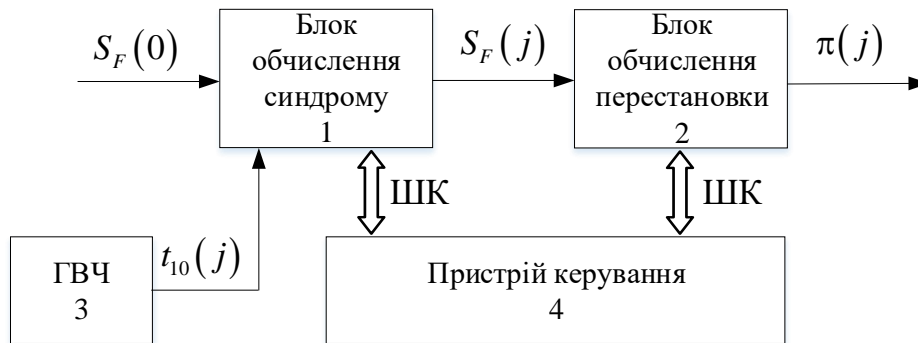 S_F(0)
Блок
обчислення
синдрому
1
S_F(j)
Блок
обчислення
перестановки
2
π(j)
ШК
ШК
ГВЧ
3
t_10(j)
Пристрій керування
4